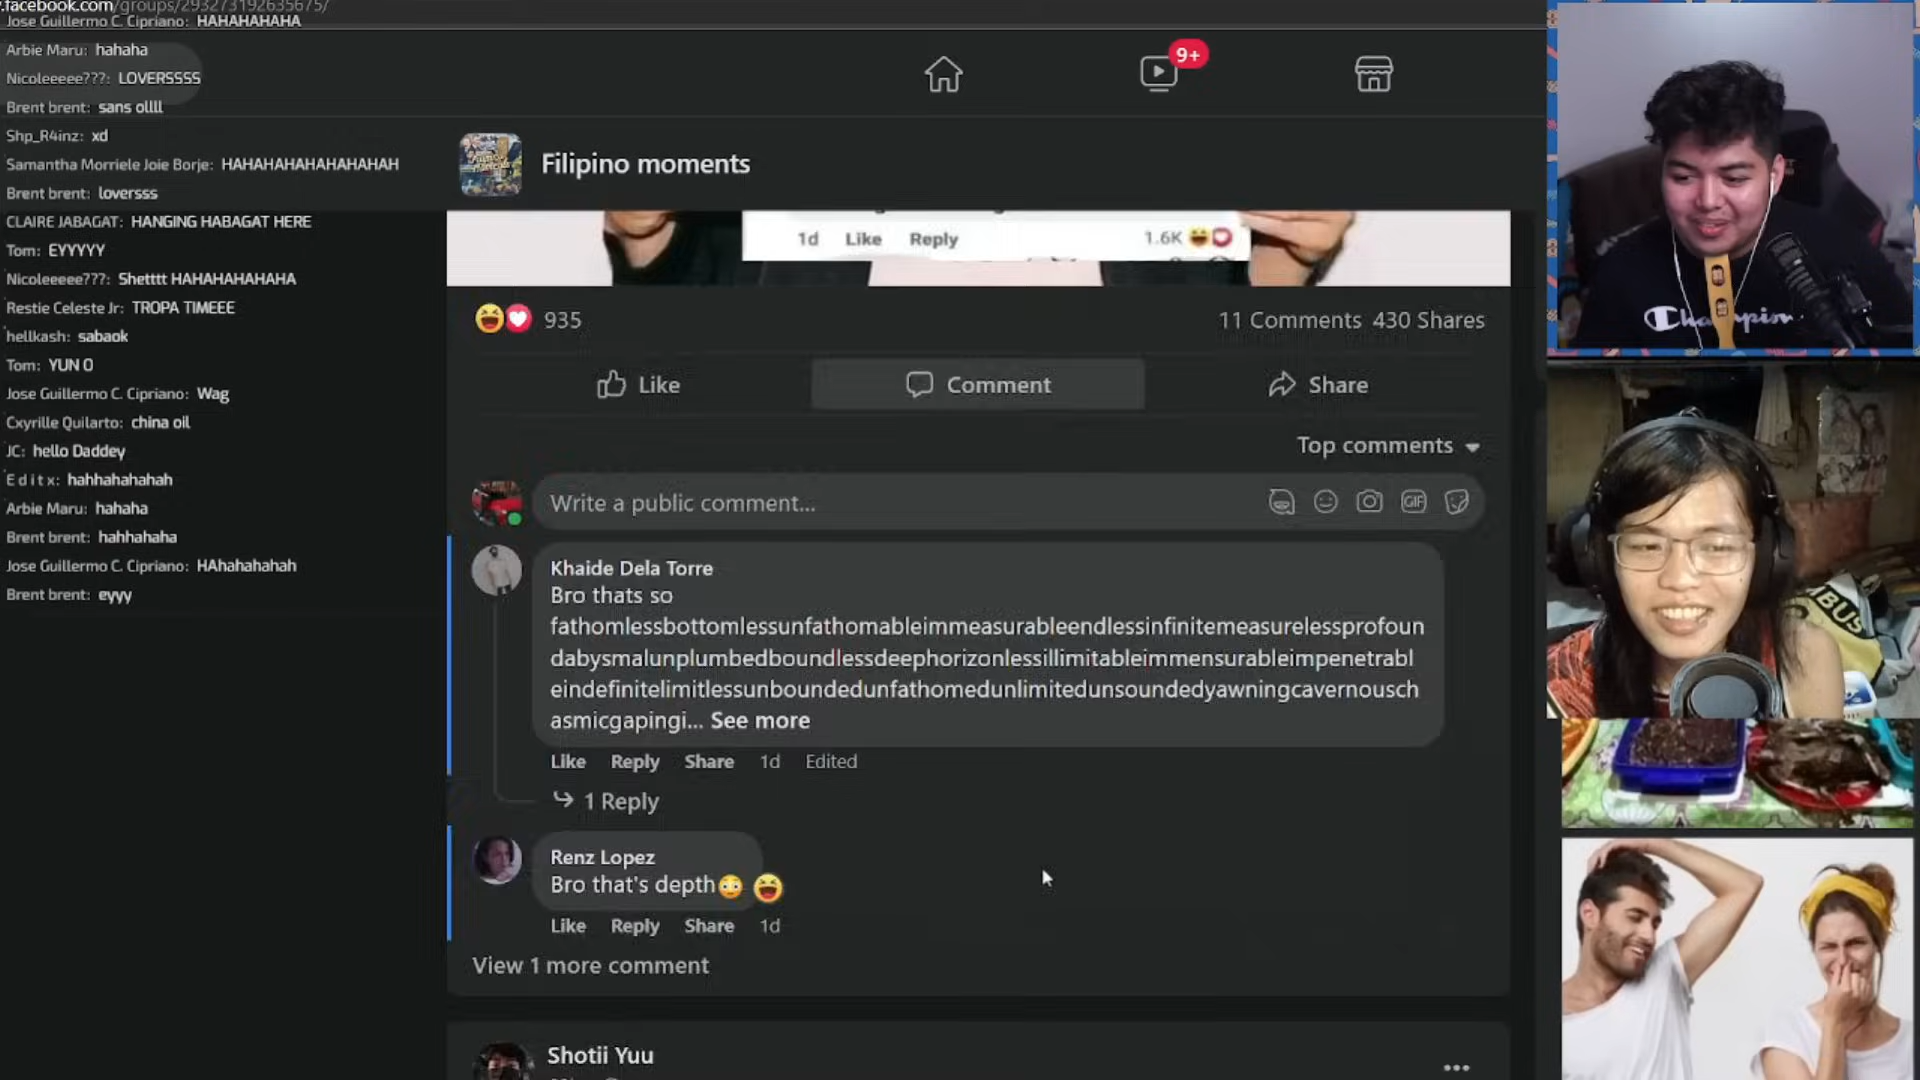 .facebook.com/groups/293273192635675/
Jose Guillermo C. Cipriano: HAHAHAHAHA
Arbie Maru: hahaha
Nicoleeeee???: LOVERSSSS
Brent brent: sans ollll
Shp_R4inz: xd
Samantha Morriele Joie Borje: HAHAHAHAHAHAHAHAH
Brent brent: loversss
CLAIRE JABAGAT: HANGING HABAGAT HERE
Tom: EYYYYY
Nicoleeeee???: Shetttt HAHAHAHAHAHA
Restie Celeste Jr: TROPA TIMEEE
hellkash: sabaok
Tom: YUN O
Jose Guillermo C. Cipriano: Wag
Cxyrille Quilarto: china oil
JC: hello Daddey
E d i t x: hahhahahahah
Arbie Maru: hahaha
Brent brent: hahhahaha
Jose Guillermo C. Cipriano: HAhahahahah
Brent brent: eyyy
9+
Filipino moments
1d Like Reply 1.6K
935
11 Comments 430 Shares
Like Comment Share
Top comments
Write a public comment...
GIF
Khaide Dela Torre
Bro thats so
fathomlessbottomlessunfathomableimmeasurableendlessinfinitemeasurelessprofoun
dabysmalunplumbedboundlessdeephorizonlessillimitableimmensurableimpenetrabl
eindefinitelimitlessunboundedunfathomedunlimitedunsoundedyawningcavernousch
asmicgapingi... See more
Like Reply Share 1d Edited
1 Reply
Renz Lopez
Bro that's depth😳 😆
Like Reply Share 1d
View 1 more comment
Shotii Yuu
Champion